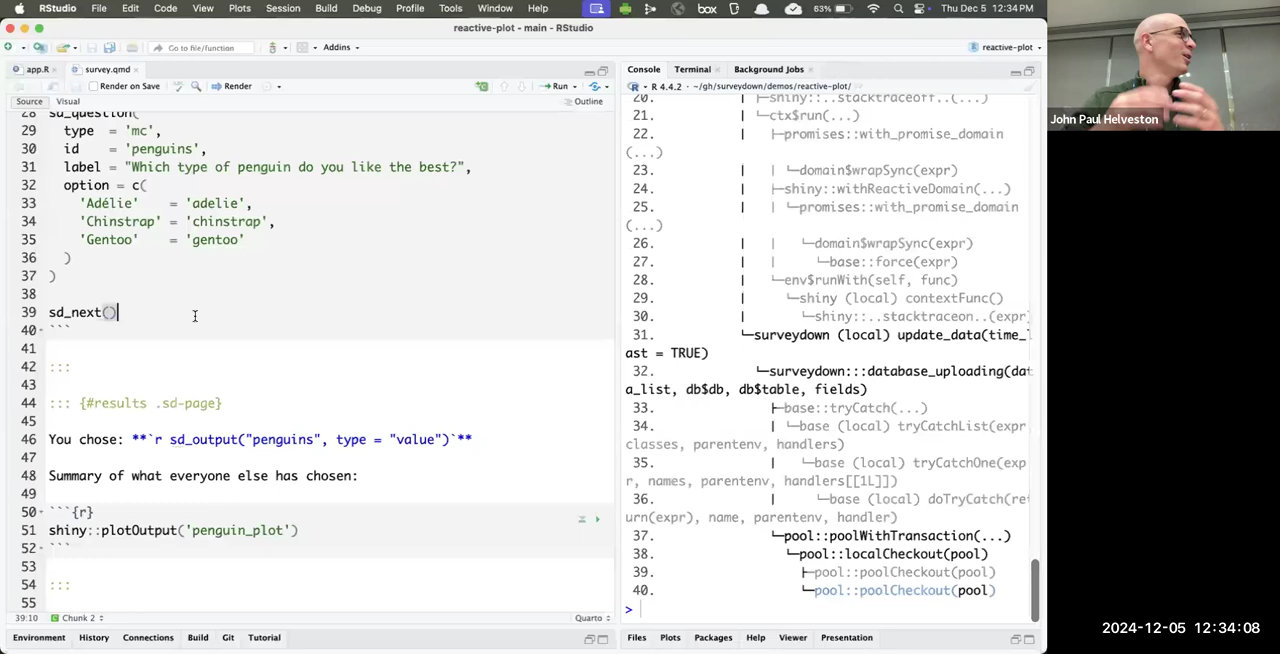 RStudio File Edit Code View Plots Session Build Debug Profile Tools Window Help box 63% Thu Dec 5 12:34 PM
reactive-plot - main - RStudio
Go to file/function Addins reactive-plot
app.R survey.qmd
Render on Save Render Run
Source Visual Outline
28 sd_question(
29 type = 'mc',
30 id = 'penguins',
31 label = "Which type of penguin do you like the best?",
32 option = c(
33 'Adélie' = 'adelie',
34 'Chinstrap' = 'chinstrap',
35 'Gentoo' = 'gentoo'
36 )
37 )
38
39 sd_next()
40 ```
41
42 :::
43
44 ::: {#results .sd-page}
45
46 You chose: **`r sd_output("penguins", type = "value")`**
47
48 Summary of what everyone else has chosen:
49
50 ```{r}
51 shiny::plotOutput('penguin_plot')
52 ```
53
54 :::
55
39:10 Chunk 2 Quarto
Environment History Connections Build Git Tutorial
Console Terminal Background Jobs
R 4.4.2 · ~/gh/surveydown/demos/reactive-plot/
20. | ├─shiny::..stacktraceoff..(...)
21. | └─ctx$run(...)
22. | ├─promises::with_promise_domain
(...)
23. | | └─domain$wrapSync(expr)
24. | ├─shiny::withReactiveDomain(...)
25. | | └─promises::with_promise_domain
(...)
26. | | └─domain$wrapSync(expr)
27. | | └─base::force(expr)
28. | └─env$runWith(self, func)
29. | └─shiny (local) contextFunc()
30. | └─shiny::..stacktraceon..(expr
31. └─surveydown (local) update_data(time_l
ast = TRUE)
32. └─surveydown:::database_uploading(dat
a_list, db$db, db$table, fields)
33. ├─base::tryCatch(...)
34. | └─base (local) tryCatchList(expr,
classes, parentenv, handlers)
35. | └─base (local) tryCatchOne(exp
r, names, parentenv, handlers[[1L]])
36. | └─base (local) doTryCatch(ret
urn(expr), name, parentenv, handler)
37. └─pool::poolWithTransaction(...)
38. └─pool::localCheckout(pool)
39. ├─pool::poolCheckout(pool)
40. └─pool::poolCheckout(pool)
>
Files Plots Packages Help Viewer Presentation
John Paul Helveston
2024-12-05 12:34:08